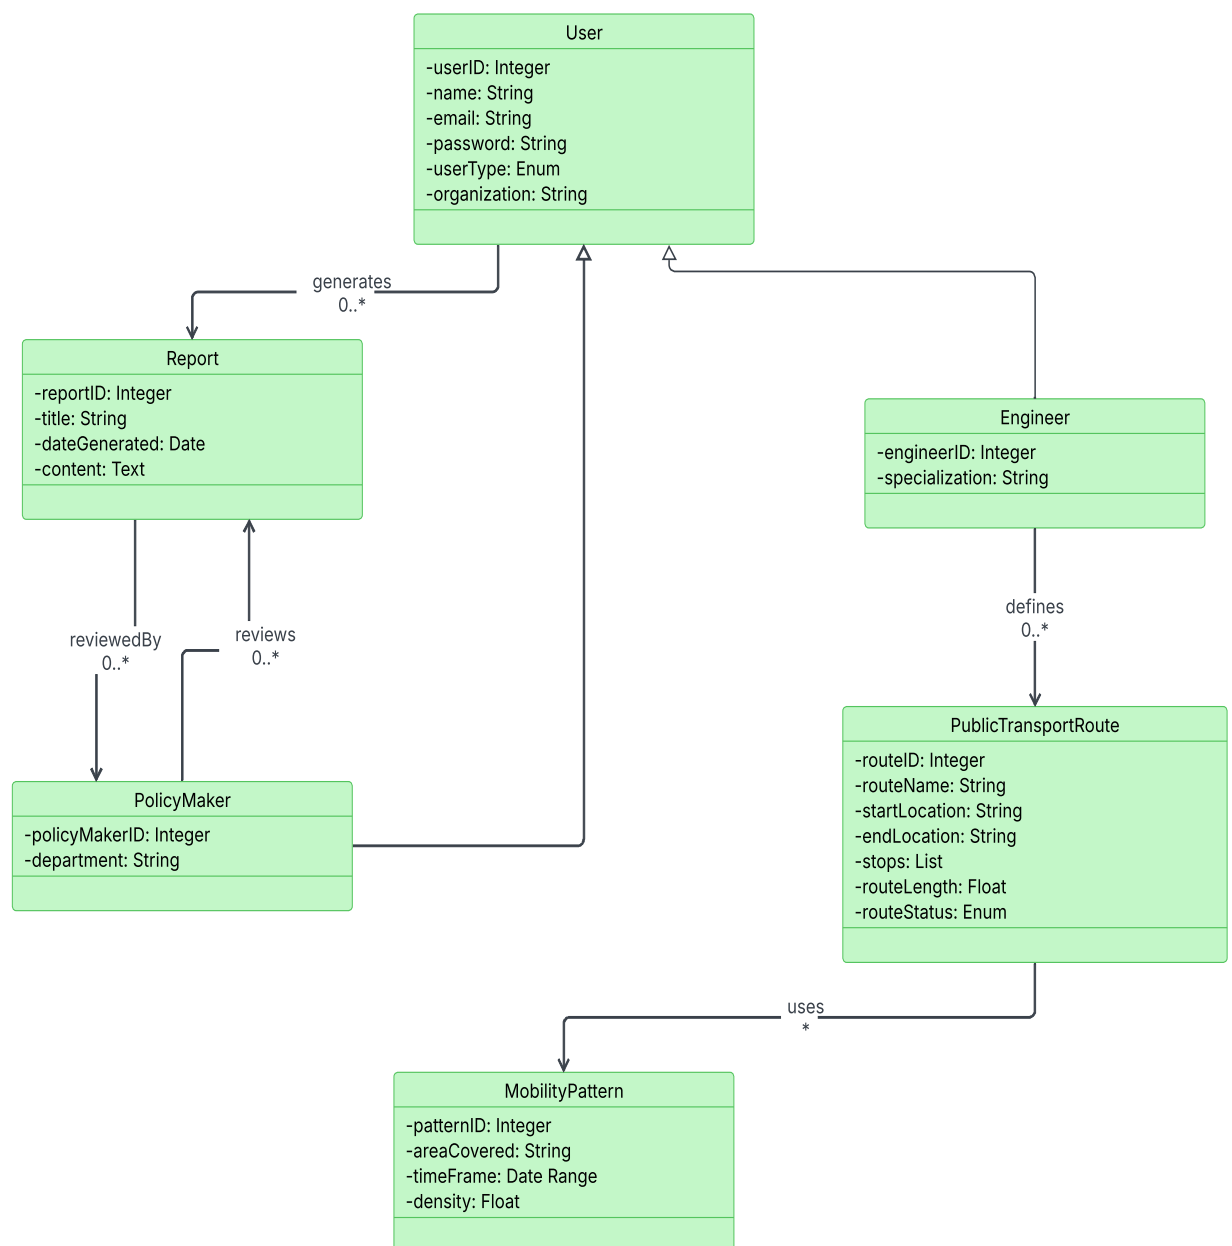 User
-userID: Integer
-name: String
-email: String
-password: String
-userType: Enum
-organization: String
generates
0..*
Report
-reportID: Integer
-title: String
-dateGenerated: Date
-content: Text
Engineer
-engineerID: Integer
-specialization: String
reviewedBy
0..*
reviews
0..*
defines
0..*
PolicyMaker
-policyMakerID: Integer
-department: String
PublicTransportRoute
-routeID: Integer
-routeName: String
-startLocation: String
-endLocation: String
-stops: List
-routeLength: Float
-routeStatus: Enum
uses
*
MobilityPattern
-patternID: Integer
-areaCovered: String
-timeFrame: Date Range
-density: Float